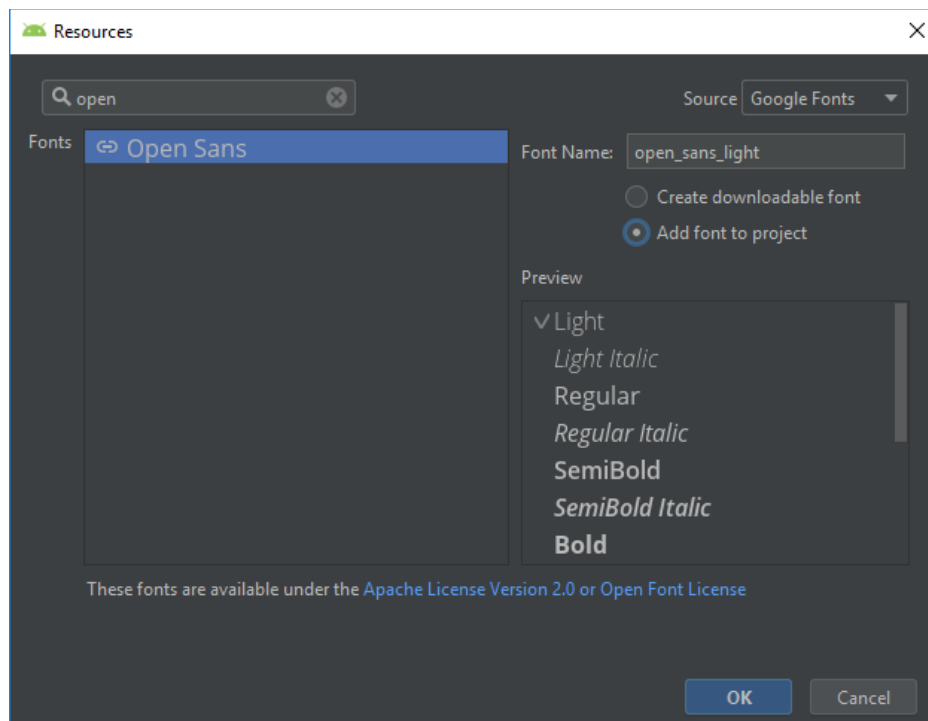 Resources
open
Source Google Fonts
Fonts
Open Sans
Font Name: open_sans_light
Create downloadable font
Add font to project
Preview
Light
Light Italic
Regular
Regular Italic
SemiBold
SemiBold Italic
Bold
These fonts are available under the Apache License Version 2.0 or Open Font License
OK Cancel